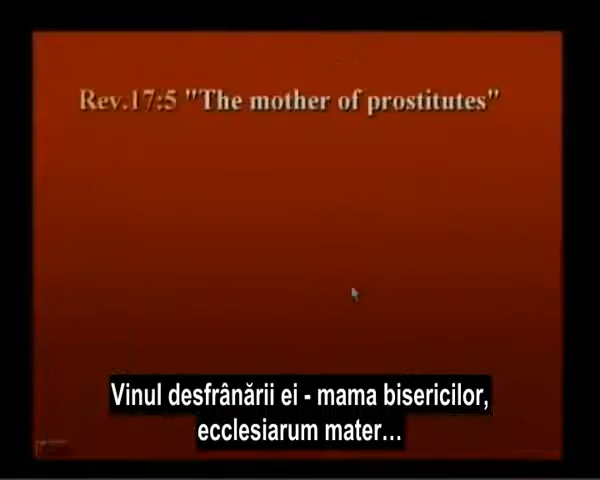 Rev.17:5 "The mother of prostitutes"
Vinul desfrânării ei - mama bisericilor,
ecclesiarum mater...